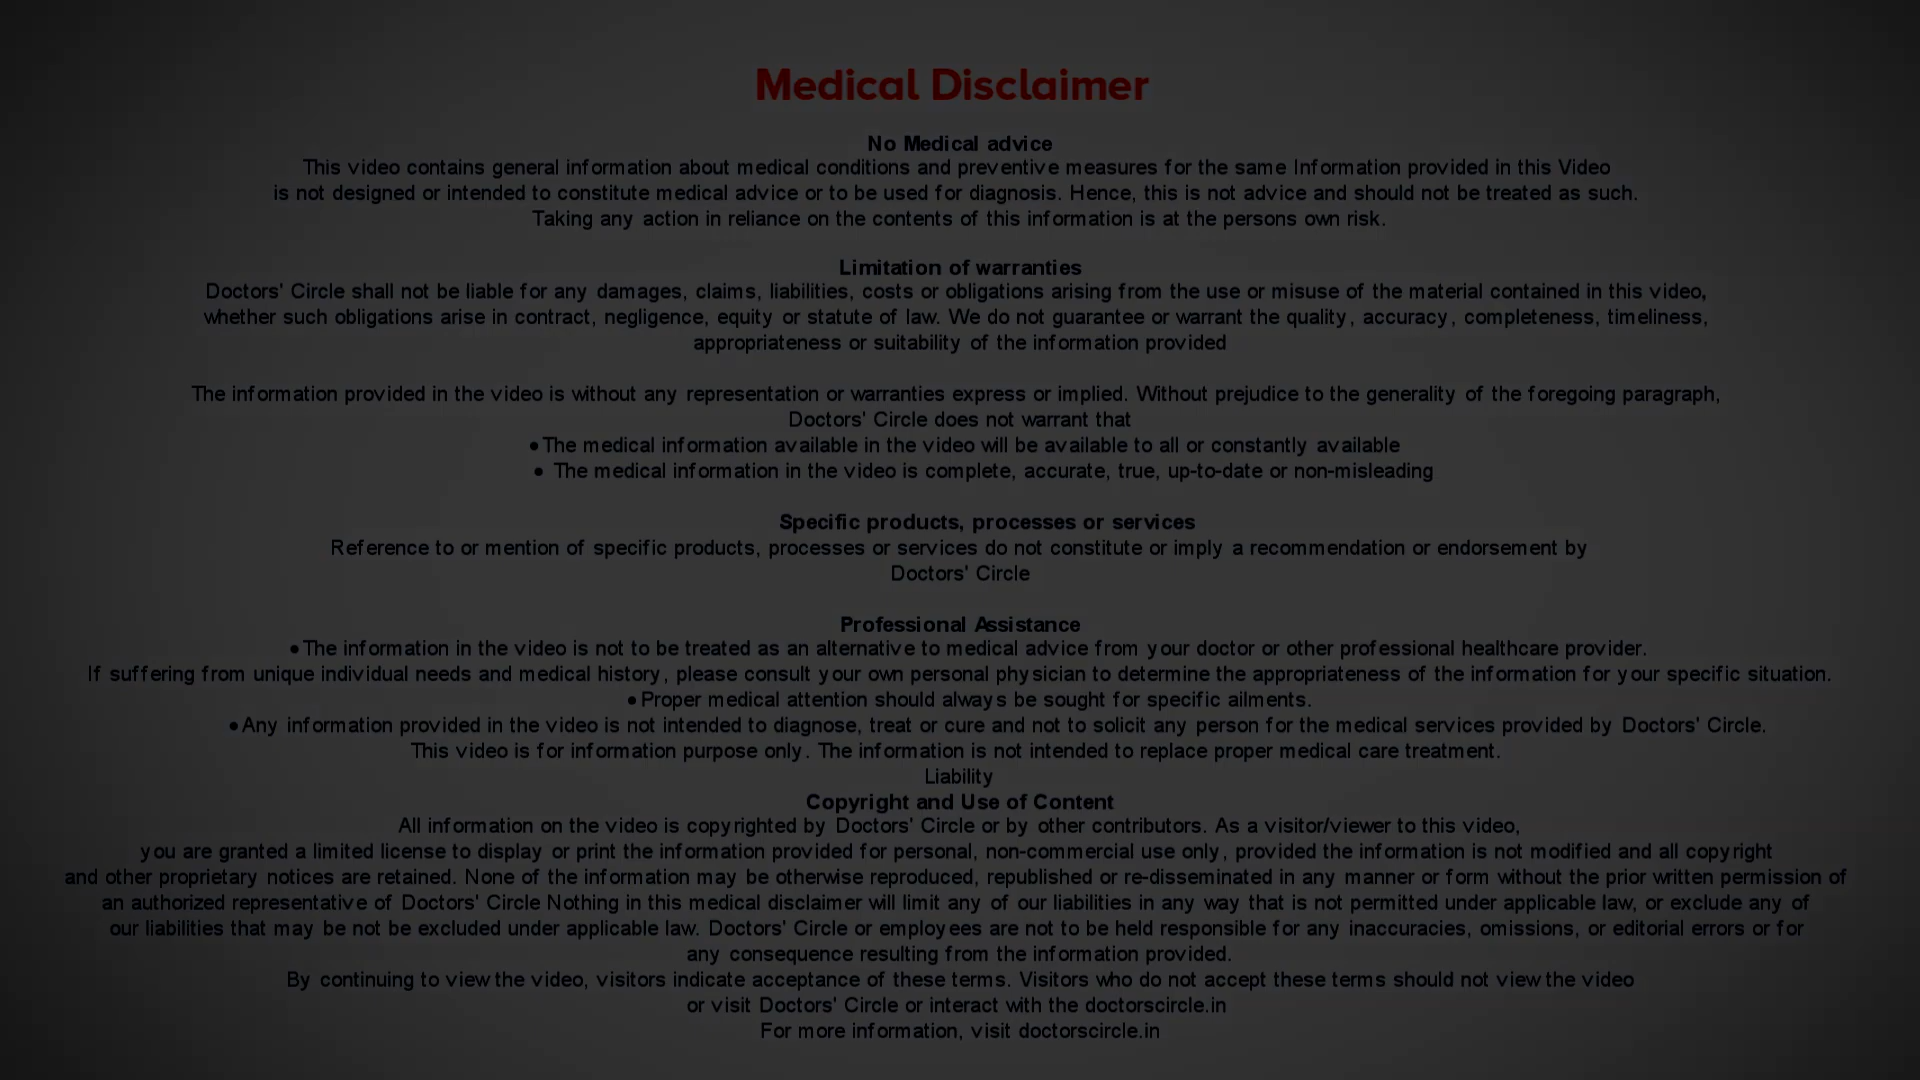 Medical Disclaimer
No Medical advice
This video contains general information about medical conditions and preventive measures for the same Information provided in this Video
is not designed or intended to constitute medical advice or to be used for diagnosis. Hence, this is not advice and should not be treated as such.
Taking any action in reliance on the contents of this information is at the persons own risk.
Limitation of warranties
Doctors' Circle shall not be liable for any damages, claims, liabilities, costs or obligations arising from the use or misuse of the material contained in this video,
whether such obligations arise in contract, negligence, equity or statute of law. We do not guarantee or warrant the quality, accuracy, completeness, timeliness,
appropriateness or suitability of the information provided
The information provided in the video is without any representation or warranties express or implied. Without prejudice to the generality of the foregoing paragraph,
Doctors' Circle does not warrant that
•The medical information available in the video will be available to all or constantly available
• The medical information in the video is complete, accurate, true, up-to-date or non-misleading
Specific products, processes or services
Reference to or mention of specific products, processes or services do not constitute or imply a recommendation or endorsement by
Doctors' Circle
Professional Assistance
•The information in the video is not to be treated as an alternative to medical advice from your doctor or other professional healthcare provider.
If suffering from unique individual needs and medical history, please consult your own personal physician to determine the appropriateness of the information for your specific situation.
•Proper medical attention should always be sought for specific ailments.
•Any information provided in the video is not intended to diagnose, treat or cure and not to solicit any person for the medical services provided by Doctors' Circle.
This video is for information purpose only. The information is not intended to replace proper medical care treatment.
Liability
Copyright and Use of Content
All information on the video is copyrighted by Doctors' Circle or by other contributors. As a visitor/viewer to this video,
you are granted a limited license to display or print the information provided for personal, non-commercial use only, provided the information is not modified and all copyright
and other proprietary notices are retained. None of the information may be otherwise reproduced, republished or re-disseminated in any manner or form without the prior written permission of
an authorized representative of Doctors' Circle Nothing in this medical disclaimer will limit any of our liabilities in any way that is not permitted under applicable law, or exclude any of
our liabilities that may be not be excluded under applicable law. Doctors' Circle or employees are not to be held responsible for any inaccuracies, omissions, or editorial errors or for
any consequence resulting from the information provided.
By continuing to view the video, visitors indicate acceptance of these terms. Visitors who do not accept these terms should not view the video
or visit Doctors' Circle or interact with the doctorscircle.in
For more information, visit doctorscircle.in